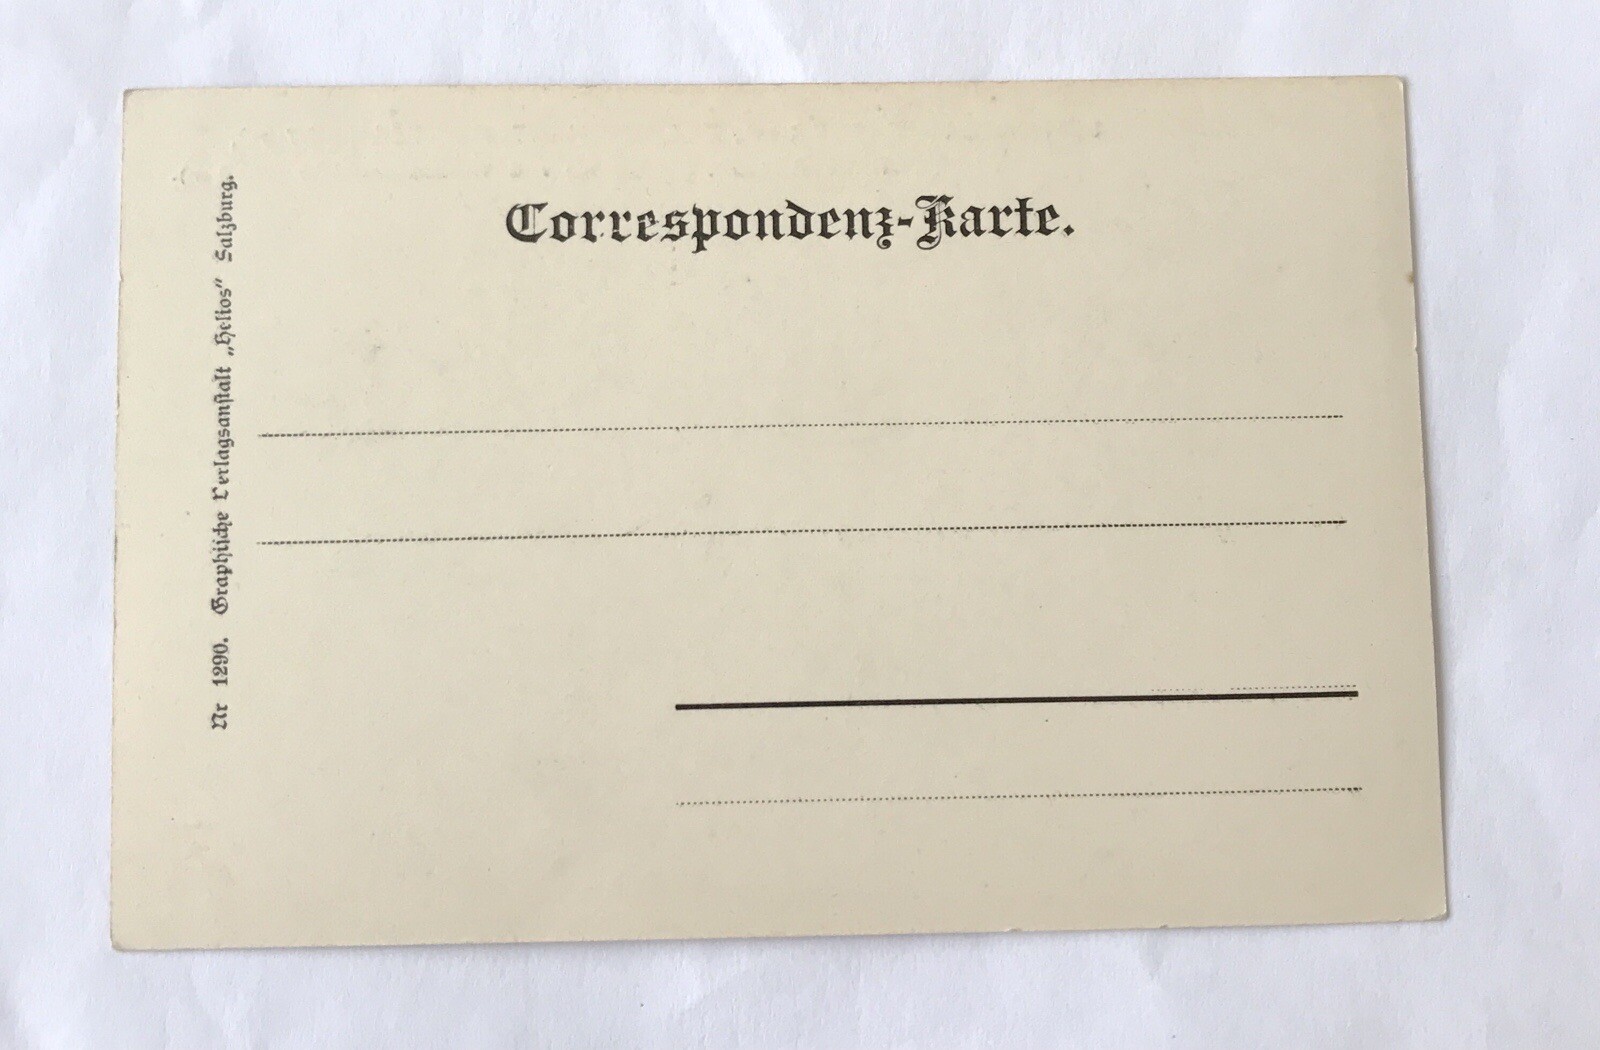 Correspondenz-Karte.
Nr 1290. Graphische Verlagsanstalt „Helios" Salzburg.